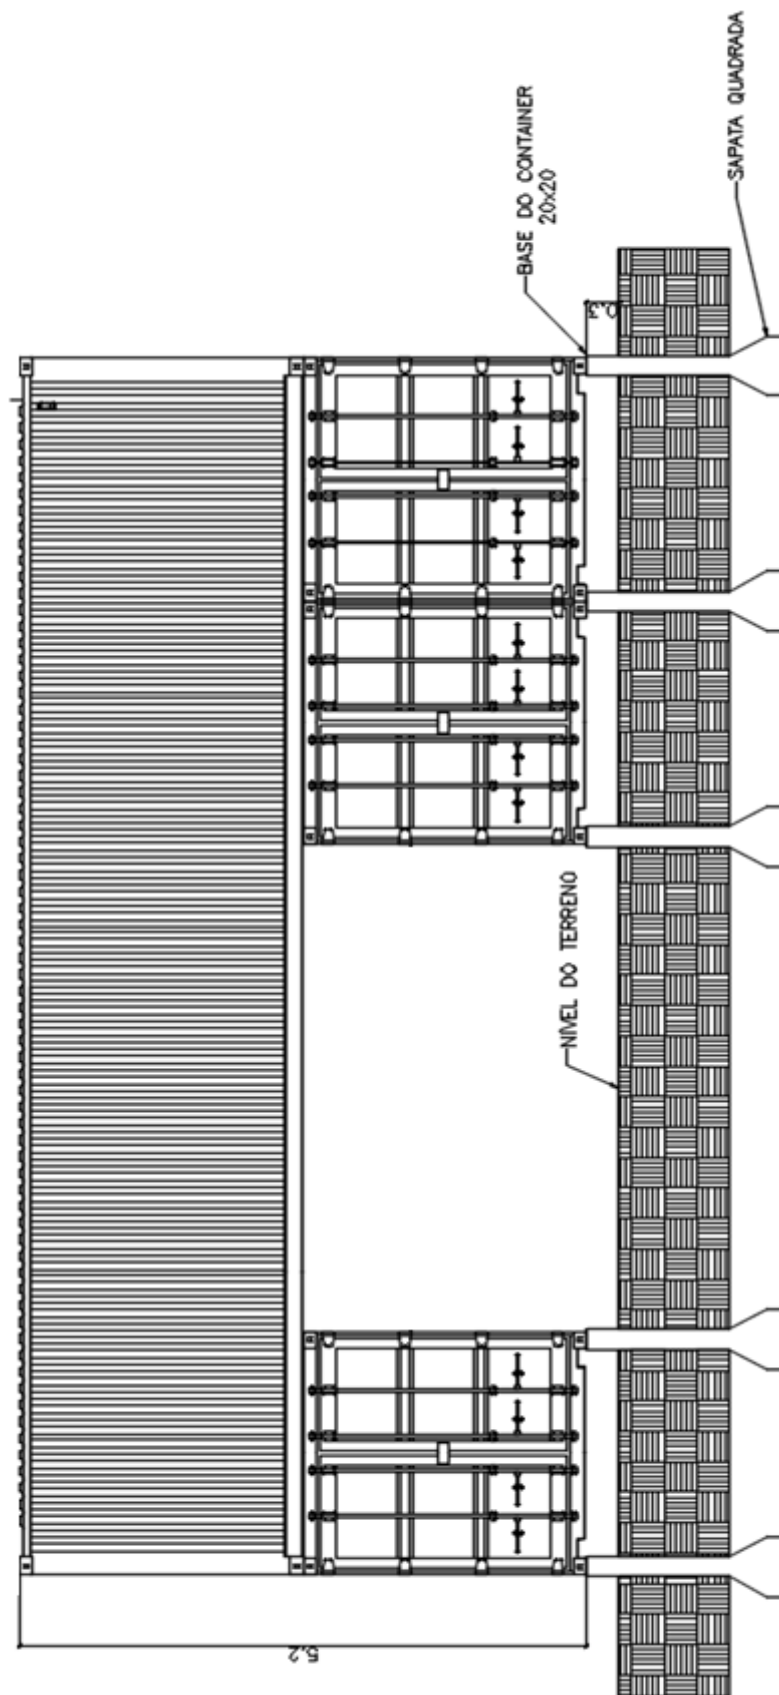 SAPATA QUADRADA
BASE DO CONTAINER
20x20
0.3
NÍVEL DO TERRENO
5.2